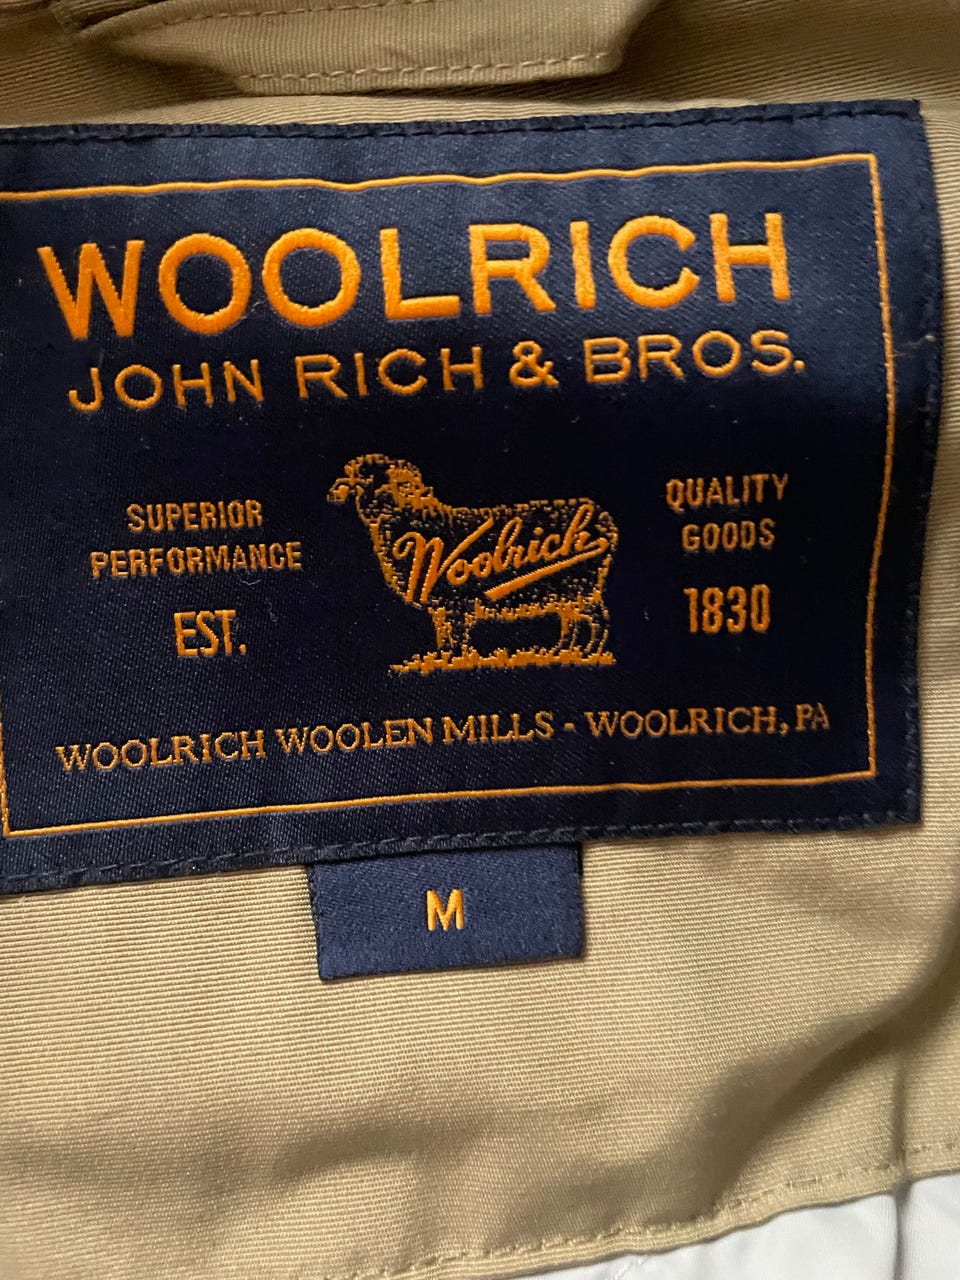 WOOLRICH
JOHN RICH & BROS.
SUPERIOR
PERFORMANCE
EST.
Woolrich
QUALITY
GOODS
1830
WOOLRICH WOOLEN MILLS - WOOLRICH, PA
M